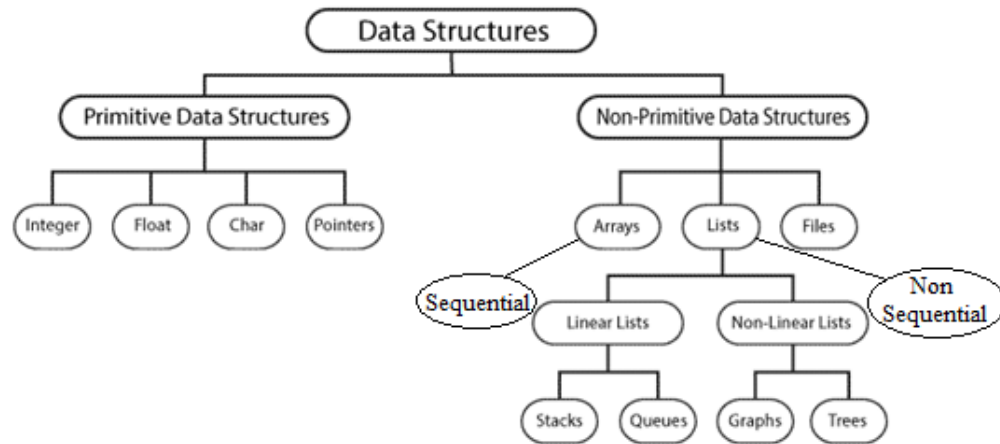 Data Structures
Primitive Data Structures
Non-Primitive Data Structures
Integer
Float
Char
Pointers
Arrays
Lists
Files
Sequential
Non
Sequential
Linear Lists
Non-Linear Lists
Stacks
Queues
Graphs
Trees